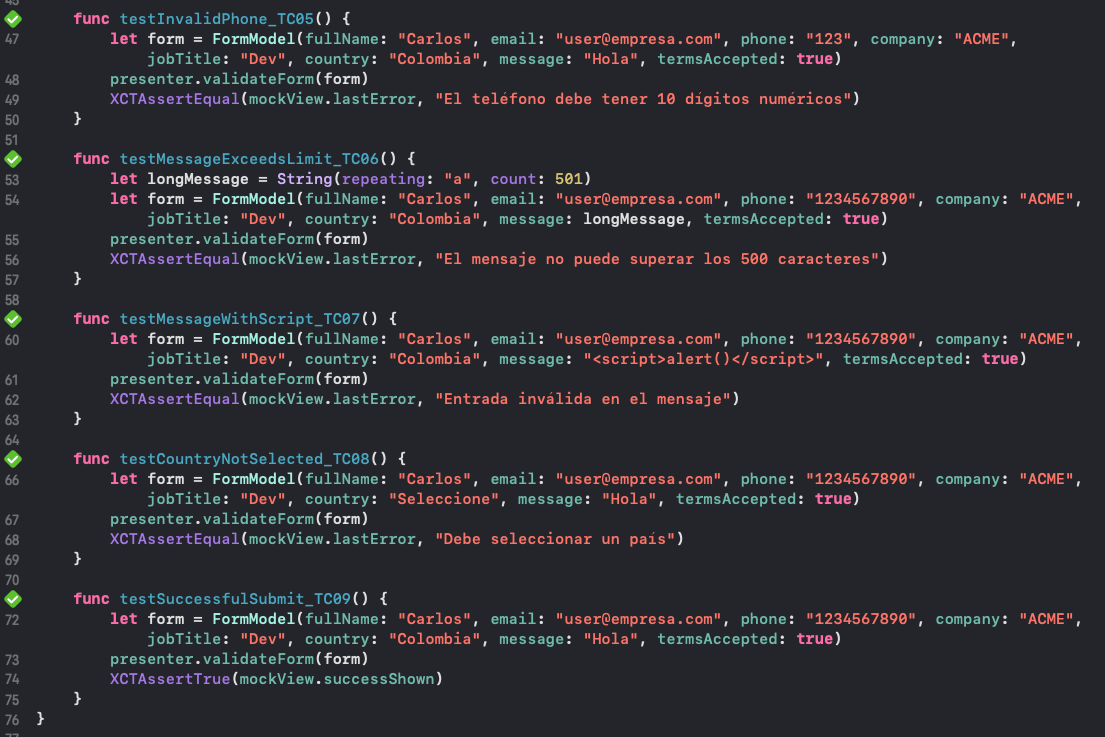 45
func testInvalidPhone_TC05() {
47 let form = FormModel(fullName: "Carlos", email: "user@empresa.com", phone: "123", company: "ACME",
jobTitle: "Dev", country: "Colombia", message: "Hola", termsAccepted: true)
48 presenter.validateForm(form)
49 XCTAssertEqual(mockView.lastError, "El teléfono debe tener 10 dígitos numéricos")
50 }
51
func testMessageExceedsLimit_TC06() {
53 let longMessage = String(repeating: "a", count: 501)
54 let form = FormModel(fullName: "Carlos", email: "user@empresa.com", phone: "1234567890", company: "ACME",
jobTitle: "Dev", country: "Colombia", message: longMessage, termsAccepted: true)
55 presenter.validateForm(form)
56 XCTAssertEqual(mockView.lastError, "El mensaje no puede superar los 500 caracteres")
57 }
58
func testMessageWithScript_TC07() {
60 let form = FormModel(fullName: "Carlos", email: "user@empresa.com", phone: "1234567890", company: "ACME",
jobTitle: "Dev", country: "Colombia", message: "<script>alert()</script>", termsAccepted: true)
61 presenter.validateForm(form)
62 XCTAssertEqual(mockView.lastError, "Entrada inválida en el mensaje")
63 }
64
func testCountryNotSelected_TC08() {
66 let form = FormModel(fullName: "Carlos", email: "user@empresa.com", phone: "1234567890", company: "ACME",
jobTitle: "Dev", country: "Seleccione", message: "Hola", termsAccepted: true)
67 presenter.validateForm(form)
68 XCTAssertEqual(mockView.lastError, "Debe seleccionar un país")
69 }
70
func testSuccessfulSubmit_TC09() {
72 let form = FormModel(fullName: "Carlos", email: "user@empresa.com", phone: "1234567890", company: "ACME",
jobTitle: "Dev", country: "Colombia", message: "Hola", termsAccepted: true)
73 presenter.validateForm(form)
74 XCTAssertTrue(mockView.successShown)
75 }
76 }
77